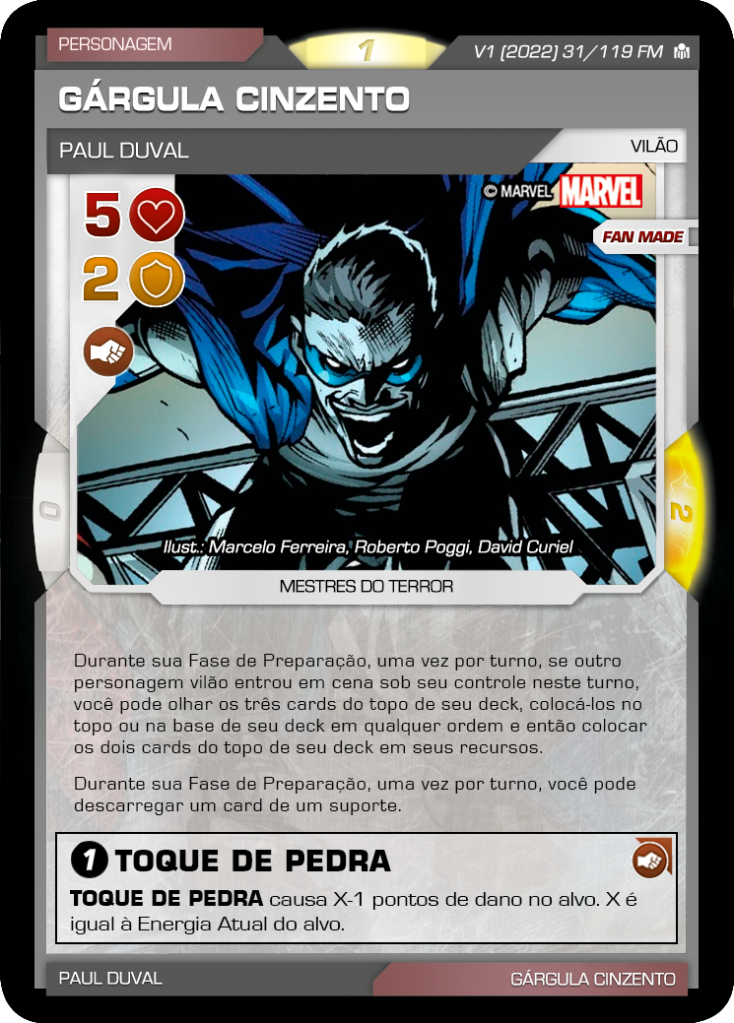 PERSONAGEM
1
V1 (2022) 31/119 FM
GÁRGULA CINZENTO
PAUL DUVAL
VILÃO
© MARVEL MARVEL
5
FAN MADE
2
0
2
Ilust.: Marcelo Ferreira, Roberto Poggi, David Curiel
MESTRES DO TERROR
Durante sua Fase de Preparação, uma vez por turno, se outro
personagem vilão entrou em cena sob seu controle neste turno,
você pode olhar os três cards do topo de seu deck, colocá-los no
topo ou na base de seu deck em qualquer ordem e então colocar
os dois cards do topo de seu deck em seus recursos.
Durante sua Fase de Preparação, uma vez por turno, você pode
descarregar um card de um suporte.
1 TOQUE DE PEDRA
TOQUE DE PEDRA causa X-1 pontos de dano no alvo. X é
igual à Energia Atual do alvo.
PAUL DUVAL
GÁRGULA CINZENTO